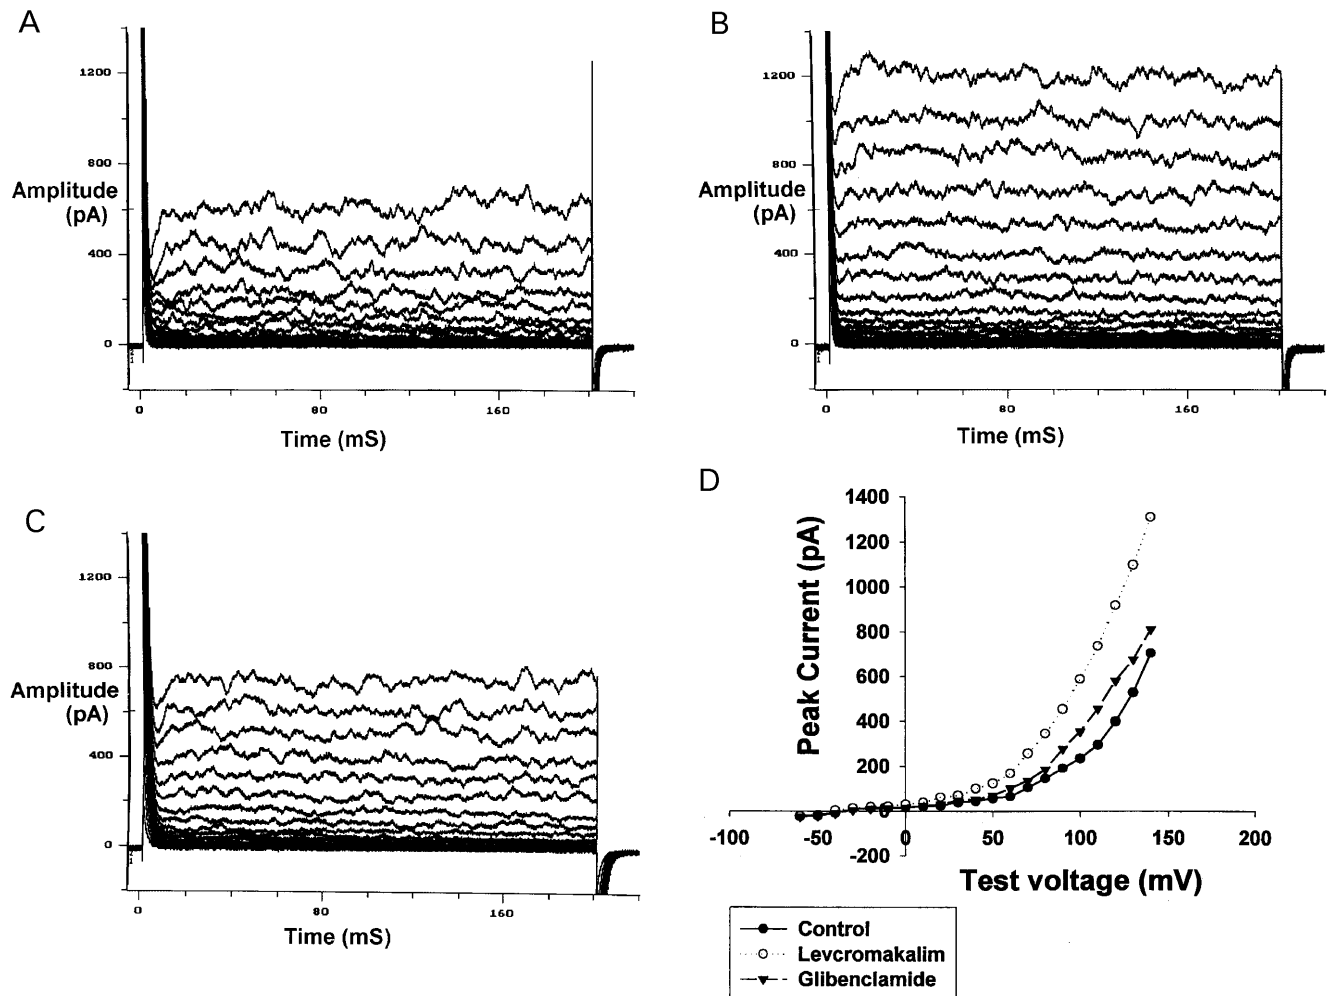 A
1200
800
Amplitude
(pA)
400
0
0
80
160
Time (mS)
B
1200
800
Amplitude
(pA)
400
0
0
80
160
Time (mS)
C
1200
800
Amplitude
(pA)
400
0
0
80
160
Time (mS)
D
Peak Current (pA)
1400
1200
1000
800
600
400
200
0
-200
-100
-50
0
50
100
150
200
Test voltage (mV)
Control
Levcromakalim
Glibenclamide